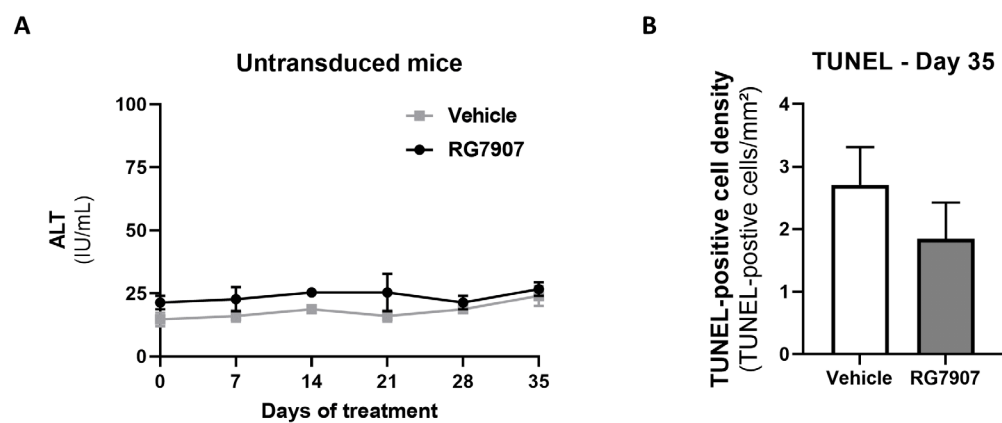 A
Untransduced mice
Vehicle
RG7907
100
75
50
25
0
ALT
(IU/mL)
0 7 14 21 28 35
Days of treatment
B
TUNEL - Day 35
TUNEL-positive cell density
(TUNEL-postive cells/mm²)
4
3
2
1
0
Vehicle RG7907